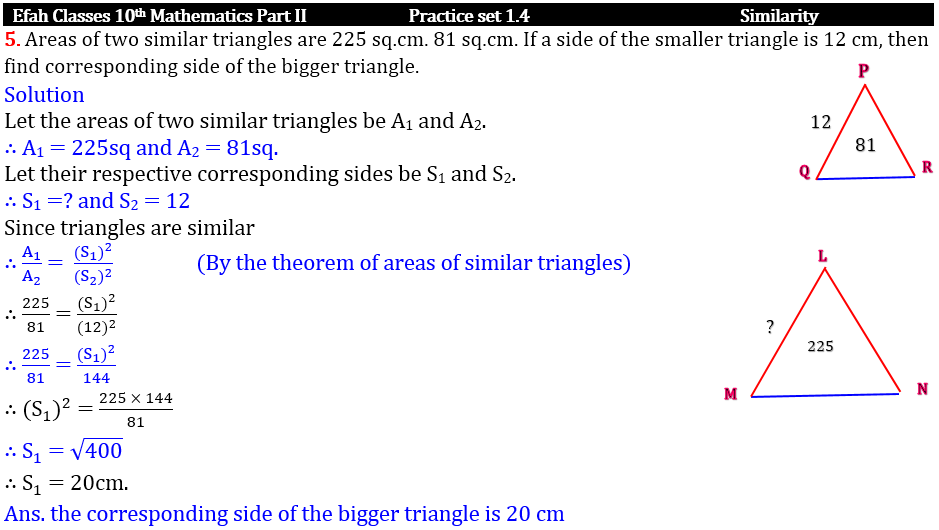 Efah Classes 10th Mathematics Part II Practice set 1.4 Similarity
5. Areas of two similar triangles are 225 sq.cm. 81 sq.cm. If a side of the smaller triangle is 12 cm, then
find corresponding side of the bigger triangle.
Solution
Let the areas of two similar triangles be A₁ and A₂.
∴ A₁ = 225sq and A₂ = 81sq.
Let their respective corresponding sides be S₁ and S₂.
∴ S₁ =? and S₂ = 12
Since triangles are similar
∴ A₁/A₂ = (S₁)²/(S₂)² (By the theorem of areas of similar triangles)
∴ 225/81 = (S₁)²/(12)²
∴ 225/81 = (S₁)²/144
∴ (S₁)² = 225 × 144/81
∴ S₁ = √400
∴ S₁ = 20cm.
Ans. the corresponding side of the bigger triangle is 20 cm
P
12
81
Q
R
L
?
225
M
N